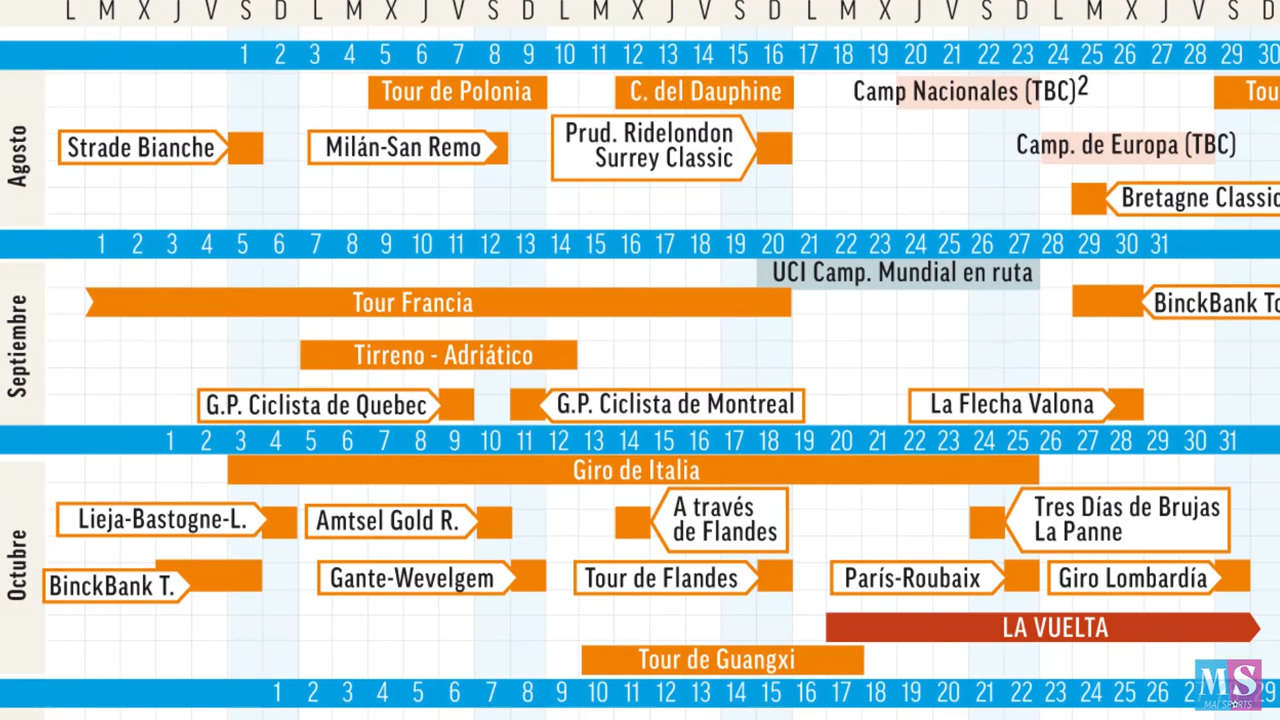 L M X J V S D L M X J V S D L M X J V S D L M X J V S D L M X J V S D
1 2 3 4 5 6 7 8 9 10 11 12 13 14 15 16 17 18 19 20 21 22 23 24 25 26 27 28 29 30
Agosto
Tour de Polonia
C. del Dauphine
Camp Nacionales (TBC)2
Tou
Strade Bianche
Milán-San Remo
Prud. Ridelondon
Surrey Classic
Camp. de Europa (TBC)
Bretagne Classic
1 2 3 4 5 6 7 8 9 10 11 12 13 14 15 16 17 18 19 20 21 22 23 24 25 26 27 28 29 30 31
Septiembre
UCI Camp. Mundial en ruta
Tour Francia
BinckBank To
Tirreno - Adriático
G.P. Ciclista de Quebec
G.P. Ciclista de Montreal
La Flecha Valona
1 2 3 4 5 6 7 8 9 10 11 12 13 14 15 16 17 18 19 20 21 22 23 24 25 26 27 28 29 30 31
Octubre
Giro de Italia
Lieja-Bastogne-L.
Amtsel Gold R.
A través
de Flandes
Tres Días de Brujas
La Panne
BinckBank T.
Gante-Wevelgem
Tour de Flandes
París-Roubaix
Giro Lombardía
LA VUELTA
Tour de Guangxi
1 2 3 4 5 6 7 8 9 10 11 12 13 14 15 16 17 18 19 20 21 22 23 24 25 26 29
MS
MAI SPORTS